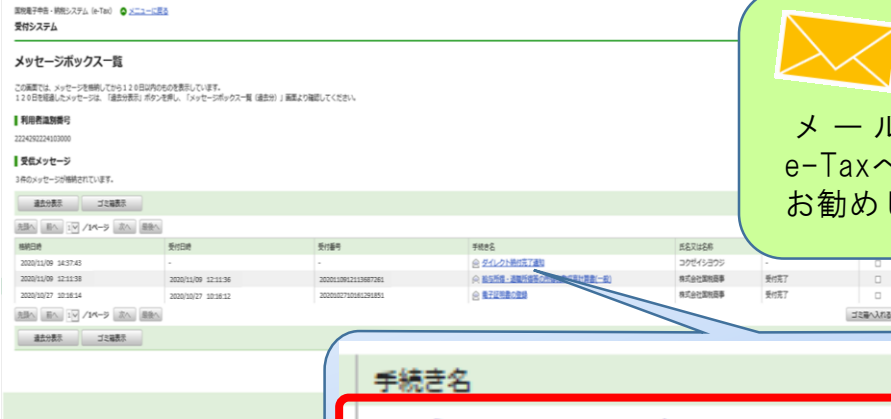 国税電子申告・納税システム(e-Tax) メニューに戻る
受付システム
メッセージボックス一覧
この画面では、メッセージを格納してから120日以内のものを表示しています。
120日を経過したメッセージは、「過去分表示」ボタンを押し、「メッセージボックス一覧(過去分)」画面より確認してください。
利用者識別番号
2224292224103000
受信メッセージ
3件のメッセージが格納されています。
過去分表示 ゴミ箱表示
先頭へ 前へ /1ページ 次へ 最後へ
格納日時 受付日時 受付番号 手続き名 氏名又は名称
2020/11/09 14:37:43 - - ダイレクト納付完了通知 コクゼイショウジ -
2020/11/09 12:11:38 2020/11/09 12:11:36 20201109121136 株式会社国税商事 受付完了
2020/10/27 10:16:14 2020/10/27 10:16:12 20201027101612 電子証明書の登録 株式会社国税商事 受付完了
先頭へ 前へ /1ページ 次へ 最後へ ゴミ箱へ入れる
過去分表示 ゴミ箱表示
メール
e-Taxへ
お勧め
手続き名